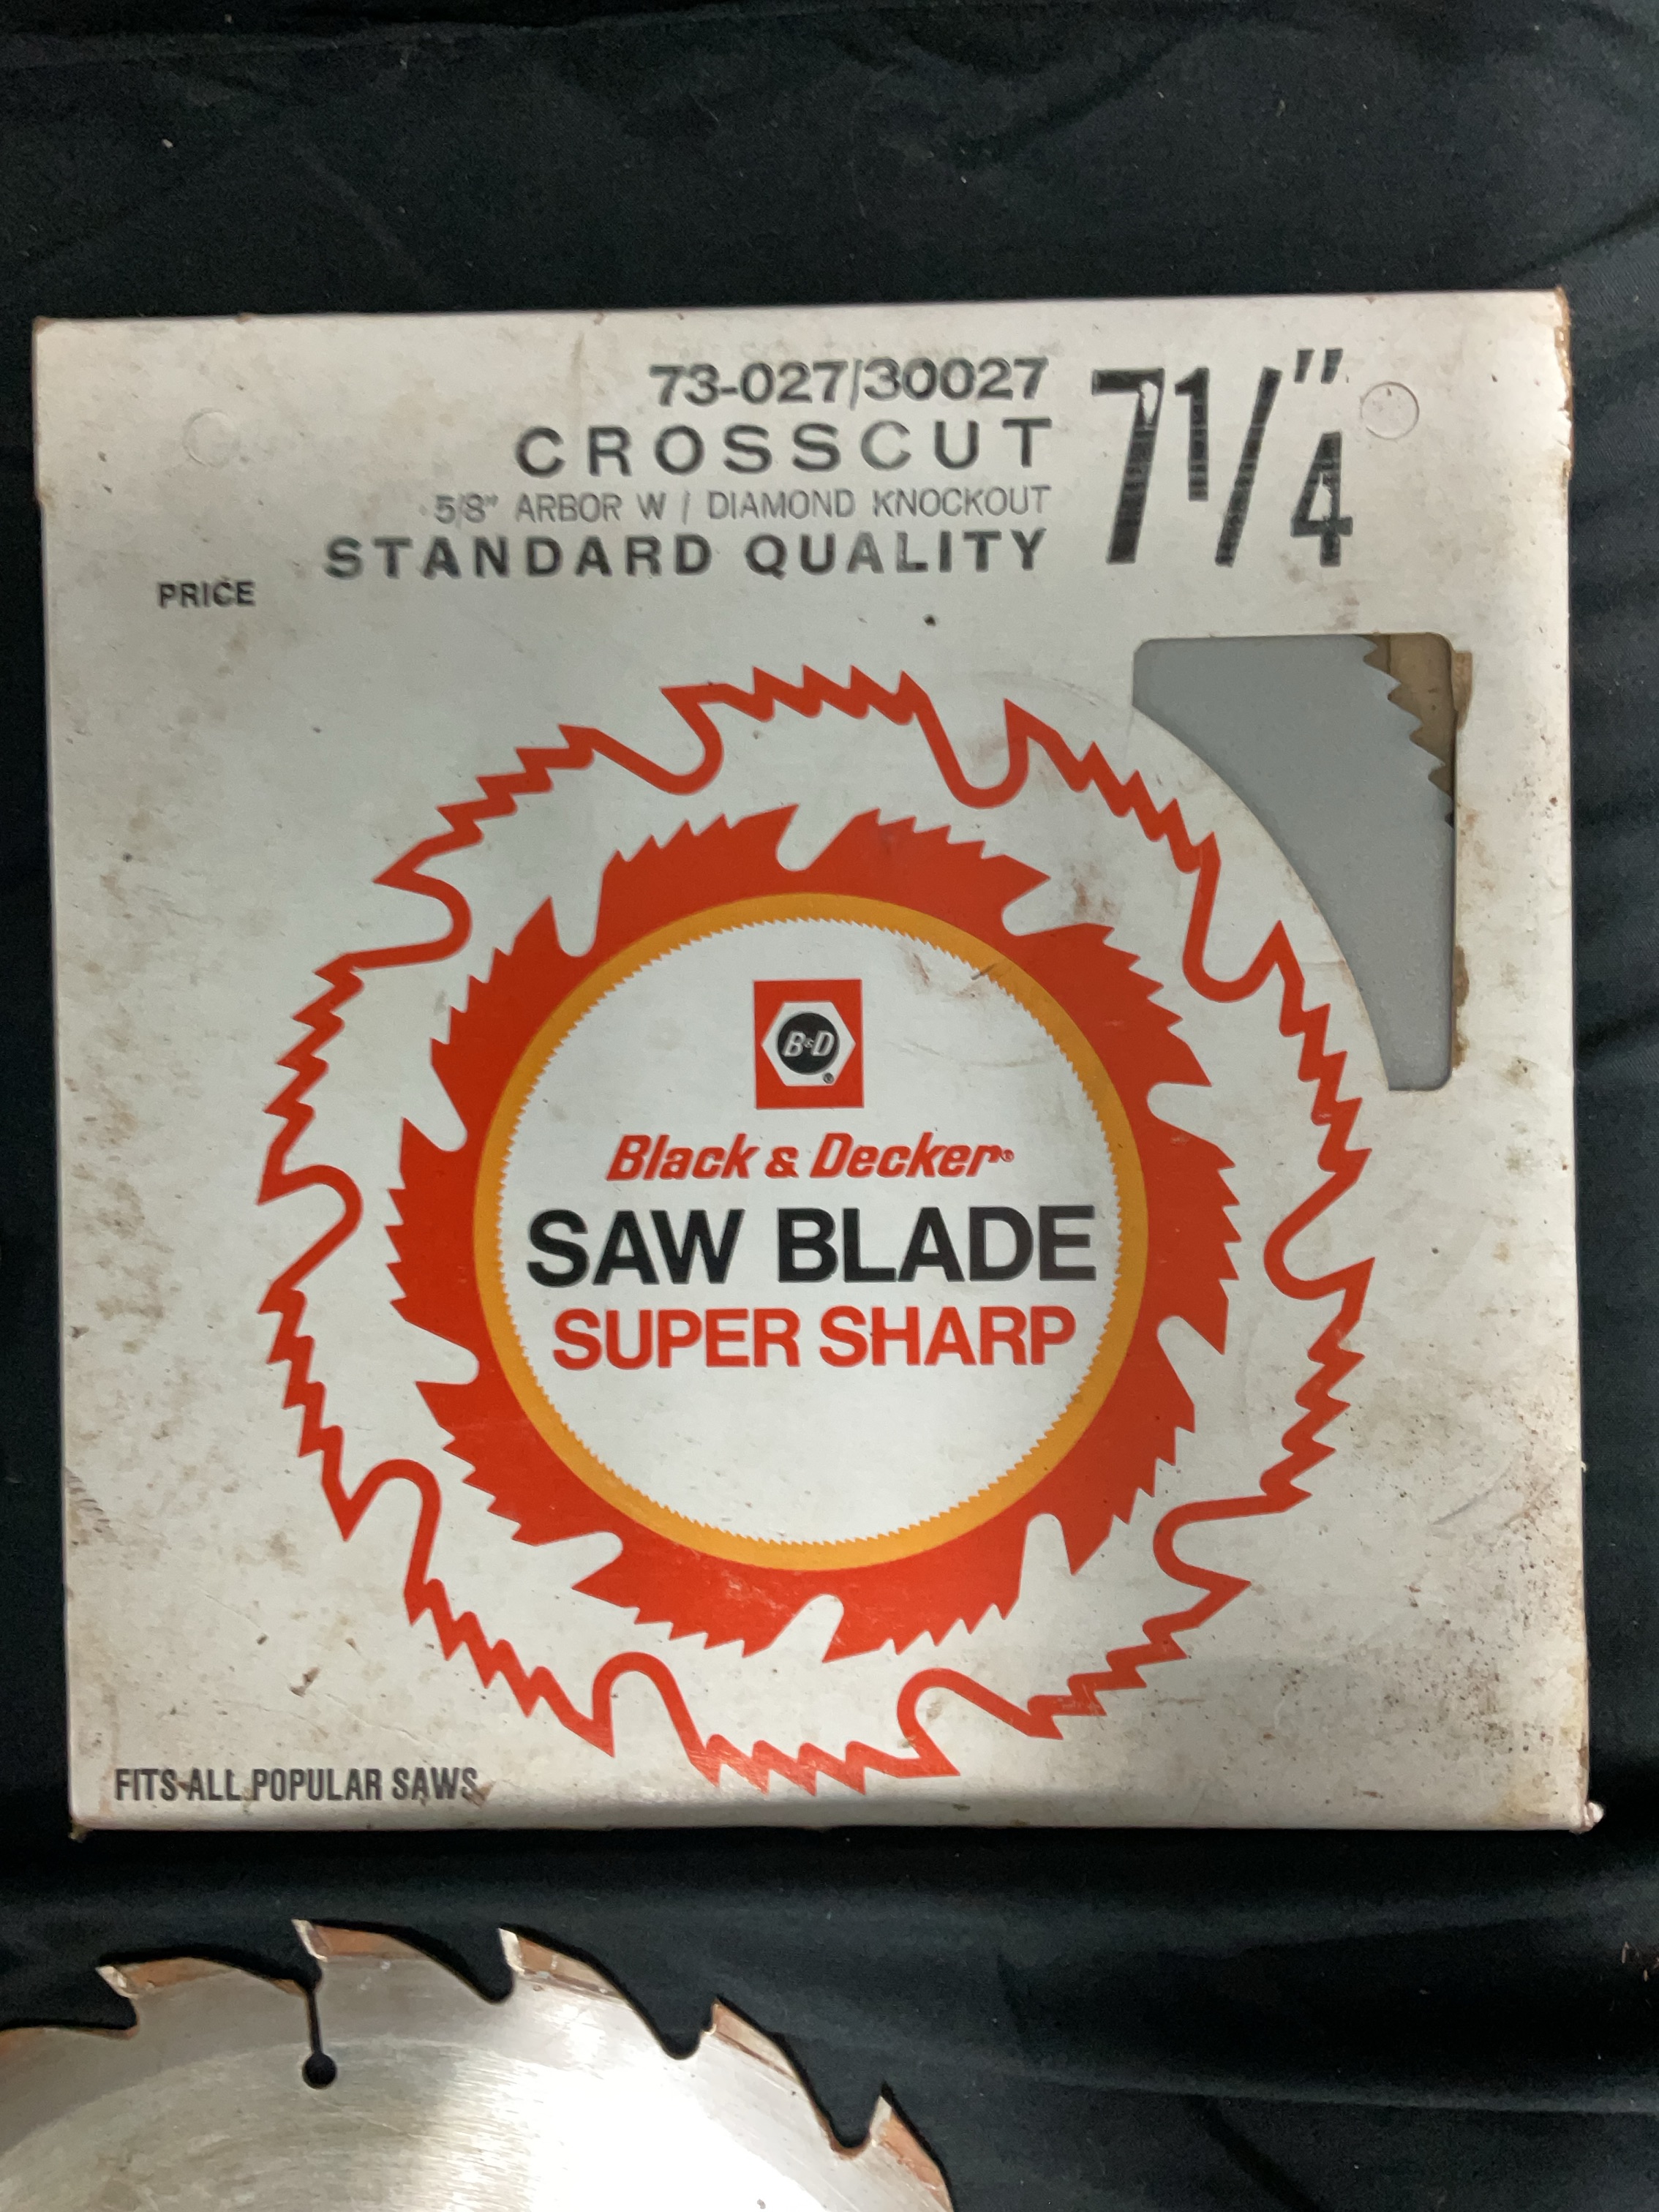 73-027/30027
7 1/4"
CROSSCUT
5/8" ARBOR W / DIAMOND KNOCKOUT
STANDARD QUALITY
PRICE
B&D®
Black & Decker®
SAW BLADE
SUPER SHARP
FITS ALL POPULAR SAWS